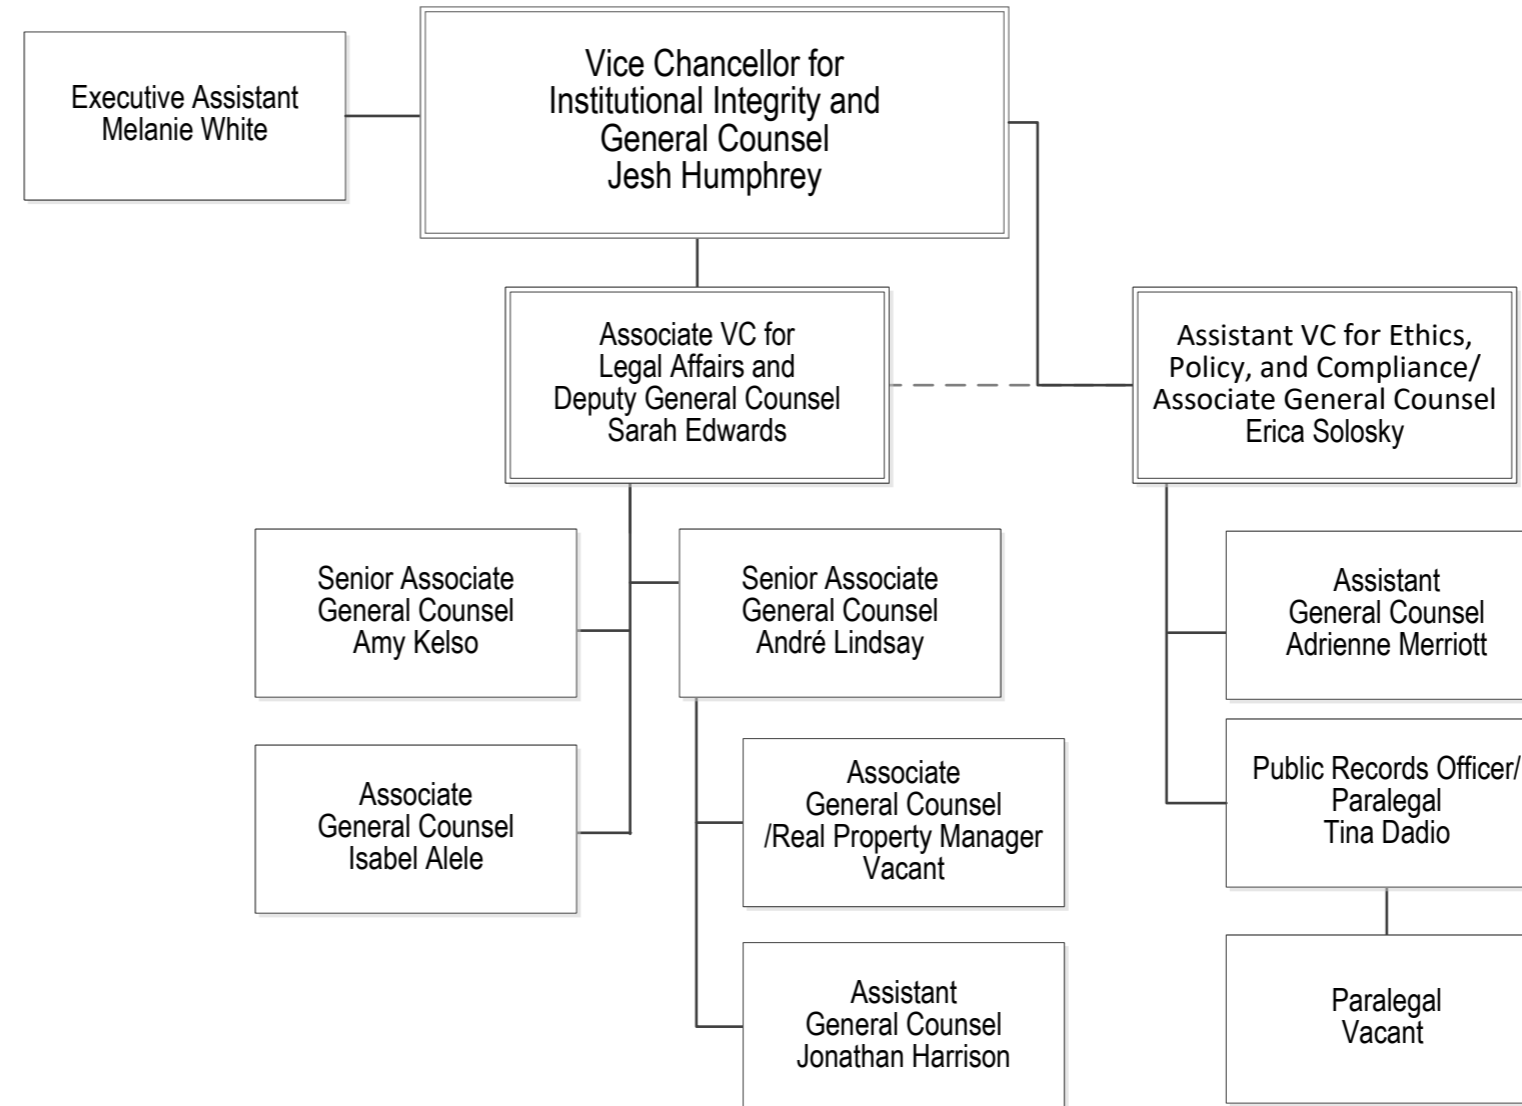 Executive Assistant
Melanie White
Vice Chancellor for
Institutional Integrity and
General Counsel
Jesh Humphrey
Associate VC for
Legal Affairs and
Deputy General Counsel
Sarah Edwards
Assistant VC for Ethics,
Policy, and Compliance/
Associate General Counsel
Erica Solosky
Senior Associate
General Counsel
Amy Kelso
Senior Associate
General Counsel
André Lindsay
Assistant
General Counsel
Adrienne Merriott
Associate
General Counsel
Isabel Alele
Associate
General Counsel
/Real Property Manager
Vacant
Public Records Officer/
Paralegal
Tina Dadio
Assistant
General Counsel
Jonathan Harrison
Paralegal
Vacant